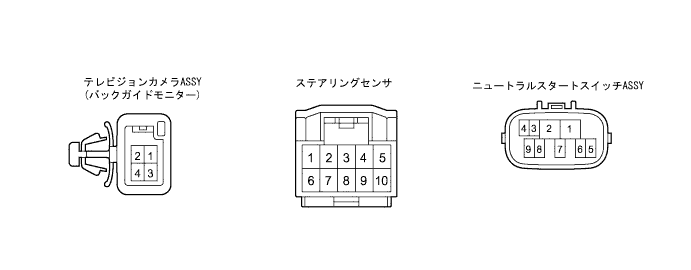 テレビジョンカメラASSY
(バックガイドモニター)
2 1
4 3
ステアリングセンサ
1 2 3 4 5
6 7 8 9 10
ニュートラルスタートスイッチASSY
4 3 2 1
9 8 7 6 5